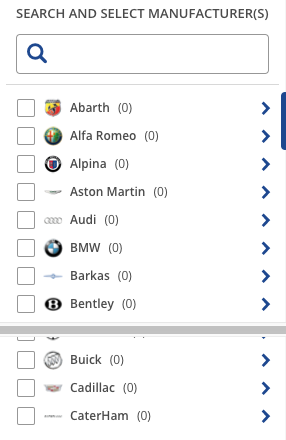 SEARCH AND SELECT MANUFACTURER(S)
Abarth (0)
Alfa Romeo (0)
Alpina (0)
Aston Martin (0)
Audi (0)
BMW (0)
Barkas (0)
Bentley (0)
Buick (0)
Cadillac (0)
CaterHam (0)